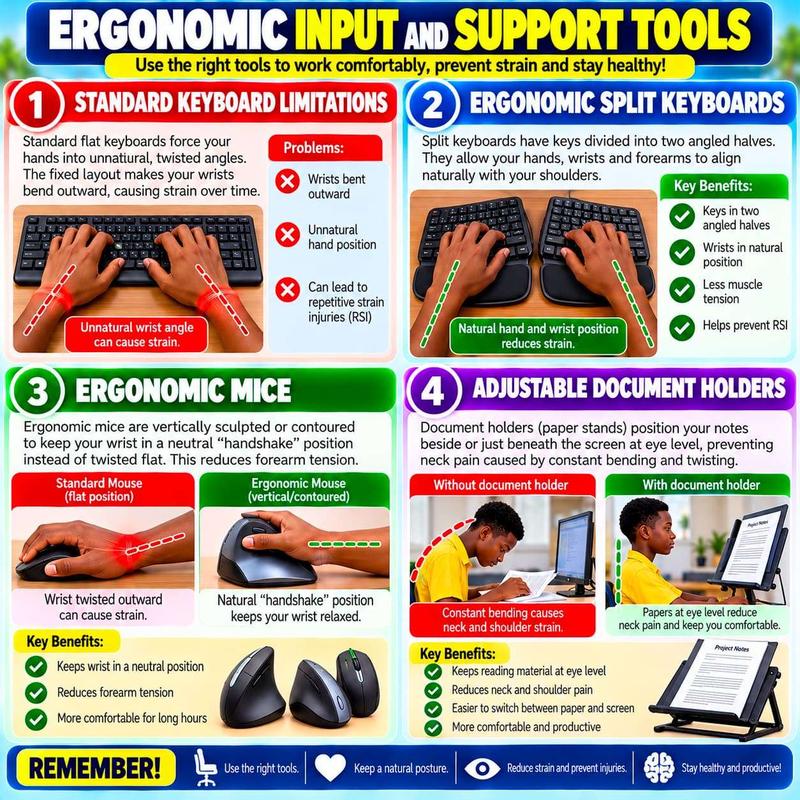 ERGONOMIC INPUT AND SUPPORT TOOLS
Use the right tools to work comfortably, prevent strain and stay healthy!
1 STANDARD KEYBOARD LIMITATIONS
Standard flat keyboards force your
hands into unnatural, twisted angles.
The fixed layout makes your wrists
bend outward, causing strain over time.
Problems:
Wrists bent
outward
Unnatural
hand position
Can lead to
repetitive strain
injuries (RSI)
Unnatural wrist angle
can cause strain.
2 ERGONOMIC SPLIT KEYBOARDS
Split keyboards have keys divided into two angled halves.
They allow your hands, wrists and forearms to align
naturally with your shoulders.
Key Benefits:
Keys in two
angled halves
Wrists in natural
position
Less muscle
tension
Helps prevent RSI
Natural hand and wrist position
reduces strain.
3 ERGONOMIC MICE
Ergonomic mice are vertically sculpted or contoured
to keep your wrist in a neutral “handshake” position
instead of twisted flat. This reduces forearm tension.
Standard Mouse
(flat position)
Wrist twisted outward
can cause strain.
Ergonomic Mouse
(vertical/contoured)
Natural “handshake” position
keeps your wrist relaxed.
Key Benefits:
Keeps wrist in a neutral position
Reduces forearm tension
More comfortable for long hours
4 ADJUSTABLE DOCUMENT HOLDERS
Document holders (paper stands) position your notes
beside or just beneath the screen at eye level, preventing
neck pain caused by constant bending and twisting.
Without document holder
Constant bending causes
neck and shoulder strain.
With document holder
Project Notes
Papers at eye level reduce
neck pain and keep you comfortable.
Key Benefits:
Keeps reading material at eye level
Reduces neck and shoulder pain
Easier to switch between paper and screen
More comfortable and productive
Project Notes
REMEMBER!
Use the right tools.
Keep a natural posture.
Reduce strain and prevent injuries.
Stay healthy and productive!